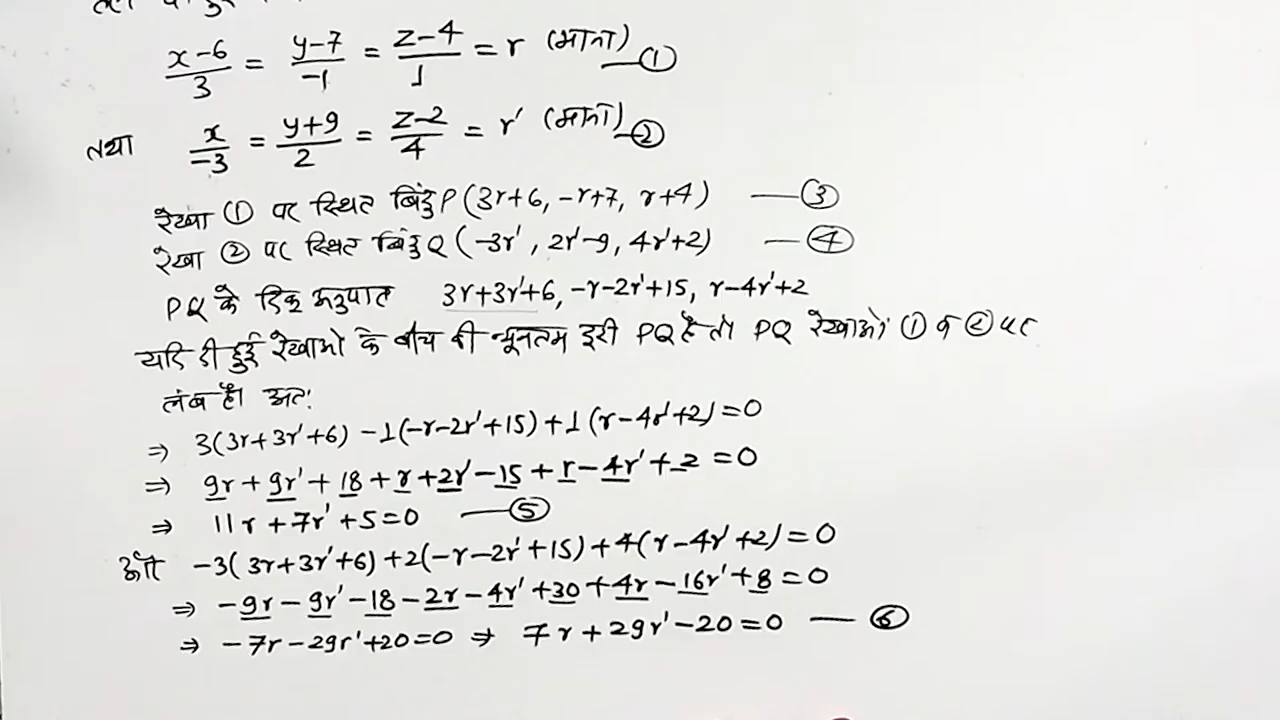 x-6/3 = y-7/-1 = z-4/1 = r (माना) —①
तथा x/-3 = y+9/2 = z-2/4 = r' (माना) —②
रेखा ① पर स्थित बिंदु P (3r+6, -r+7, r+4) —③
रेखा ② पर स्थित बिंदु Q (-3r', 2r'-9, 4r'+2) —④
PQ के दिक् अनुपात 3r+3r'+6, -r-2r'+15, r-4r'+2
यदि दी हुई रेखाओं के बीच की न्यूनतम दूरी PQ है तो PQ रेखाओं ① व ② पर
लंब है। अतः
⇒ 3(3r+3r'+6) -1(-r-2r'+15) +1(r-4r'+2)=0
⇒ 9r+9r'+18+r+2r'-15+r-4r'+2=0
⇒ 11r+7r'+5=0 —⑤
और -3(3r+3r'+6)+2(-r-2r'+15)+4(r-4r'+2)=0
⇒ -9r-9r'-18-2r-4r'+30+4r-16r'+8=0
⇒ -7r-29r'+20=0 ⇒ 7r+29r'-20=0 —⑥